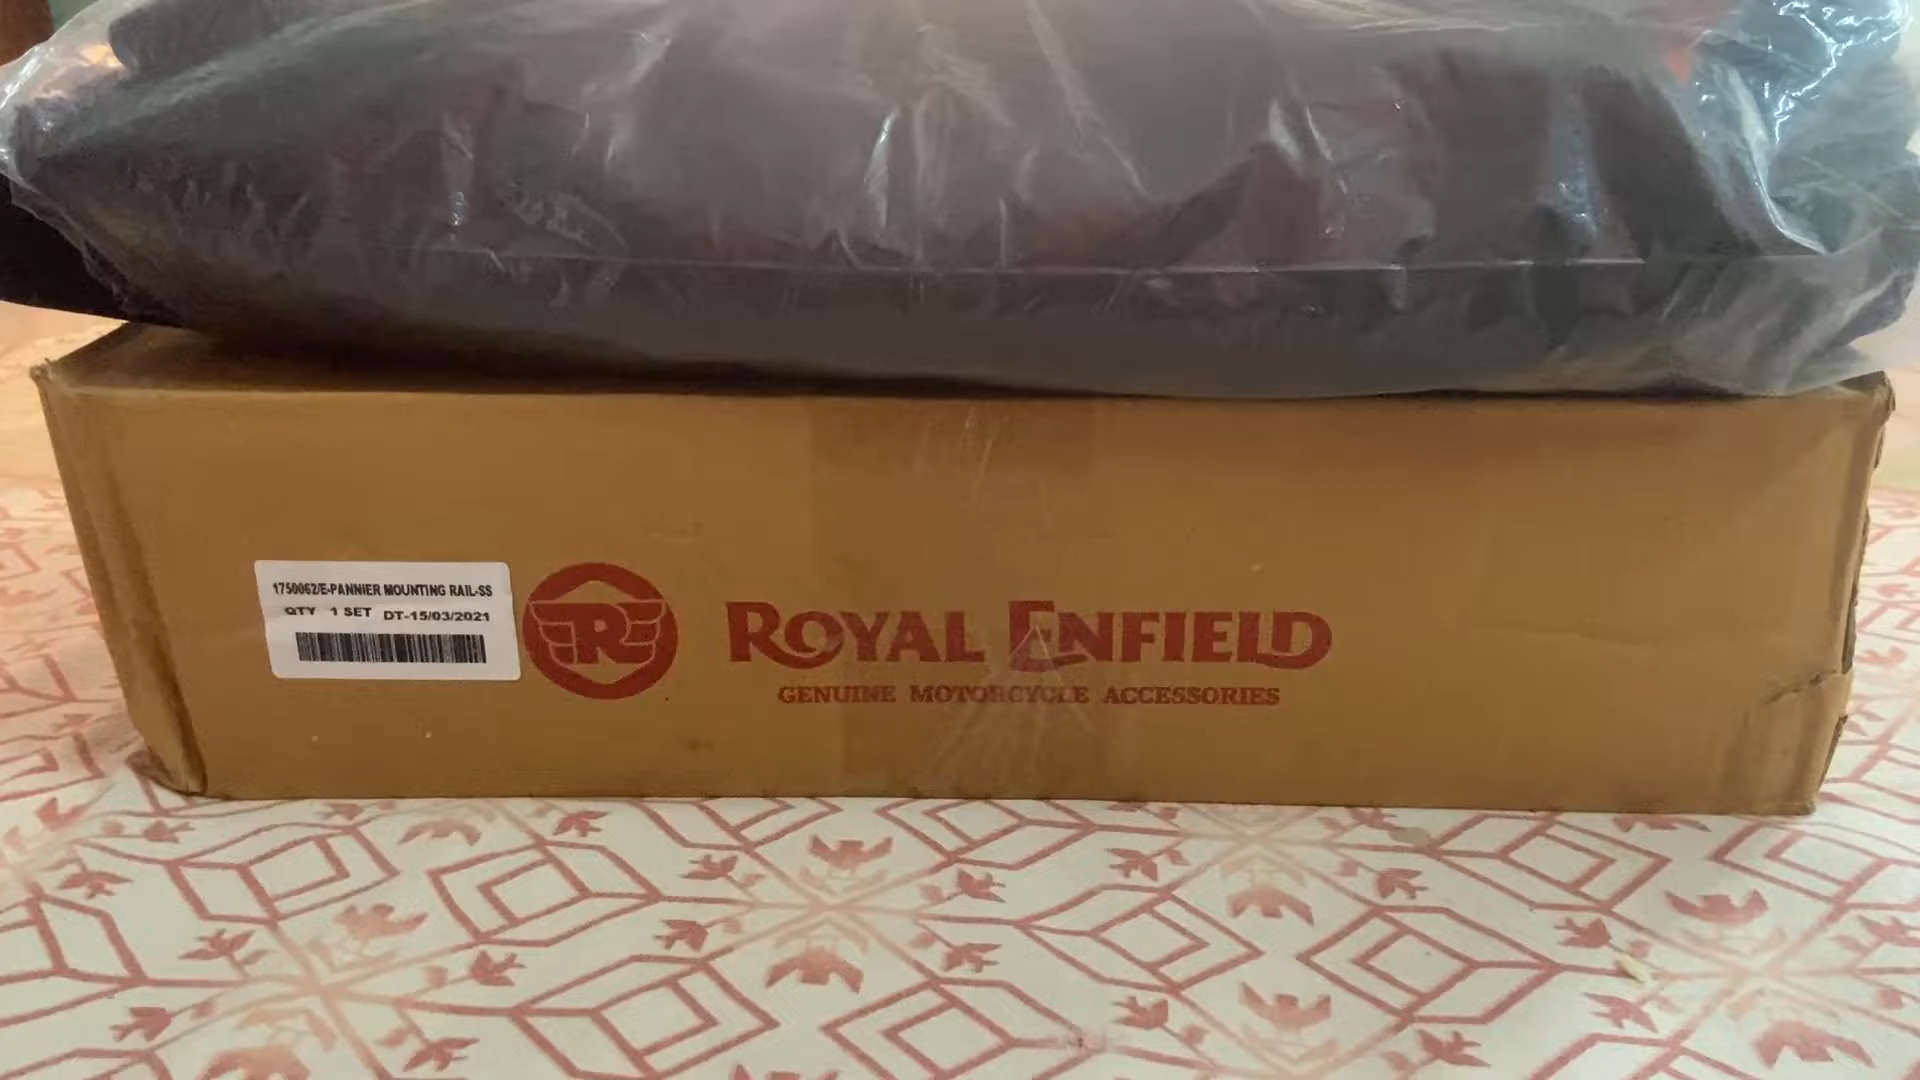 1750062/E-PANNIER MOUNTING RAIL-SS
QTY 1 SET DT-15/03/2021
R
ROYAL ENFIELD
GENUINE MOTORCYCLE ACCESSORIES